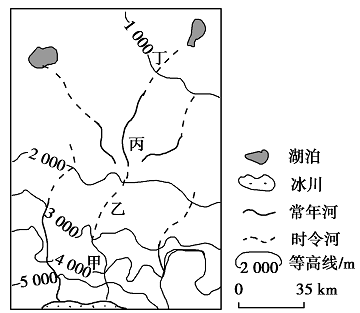 1 000
丁
丙
2 000
乙
3 000
甲
4 000
5 000
湖泊
冰川
常年河
时令河
2 000 等高线/m
0 35 km